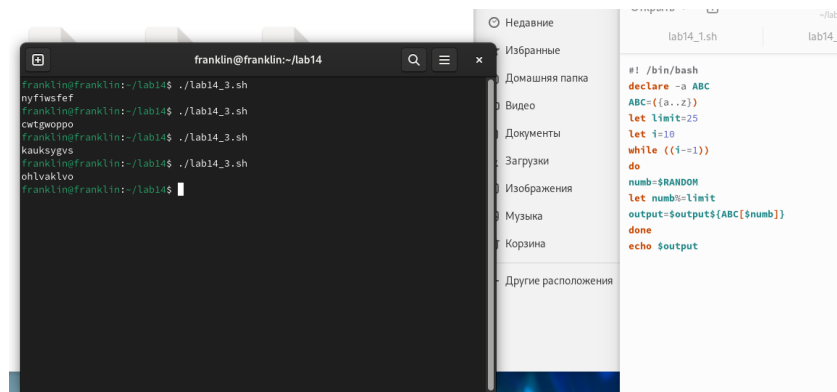 franklin@franklin:~/lab14
franklin@franklin:~/lab14$ ./lab14_3.sh
nyfiwsfef
franklin@franklin:~/lab14$ ./lab14_3.sh
cwtgwoppo
franklin@franklin:~/lab14$ ./lab14_3.sh
kauksygvs
franklin@franklin:~/lab14$ ./lab14_3.sh
ohlvaklvo
franklin@franklin:~/lab14$
Недавние
Избранные
Домашняя папка
Видео
Документы
Загрузки
Изображения
Музыка
Корзина
Другие расположения
lab14_1.sh
lab14_
#! /bin/bash
declare -a ABC
ABC=({a..z})
let limit=25
let i=10
while ((i-=1))
do
numb=$RANDOM
let numb%=limit
output=$output${ABC[$numb]}
done
echo $output